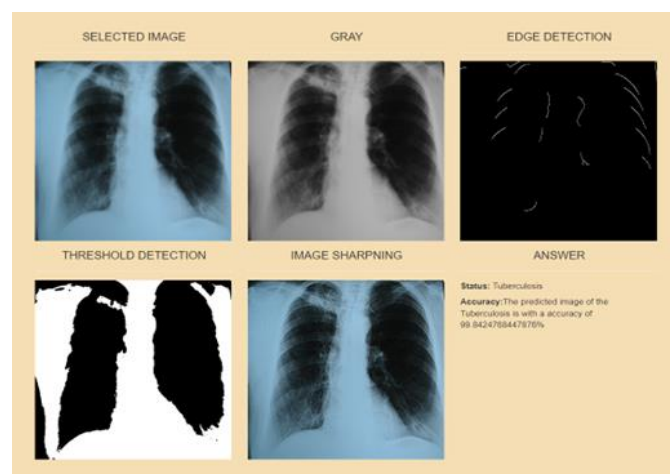 SELECTED IMAGE
GRAY
EDGE DETECTION
THRESHOLD DETECTION
IMAGE SHARPNING
ANSWER
Status: Tuberculosis
Accuracy:The predicted image of the
Tuberculosis is with a accuracy of
99.8424768447876%